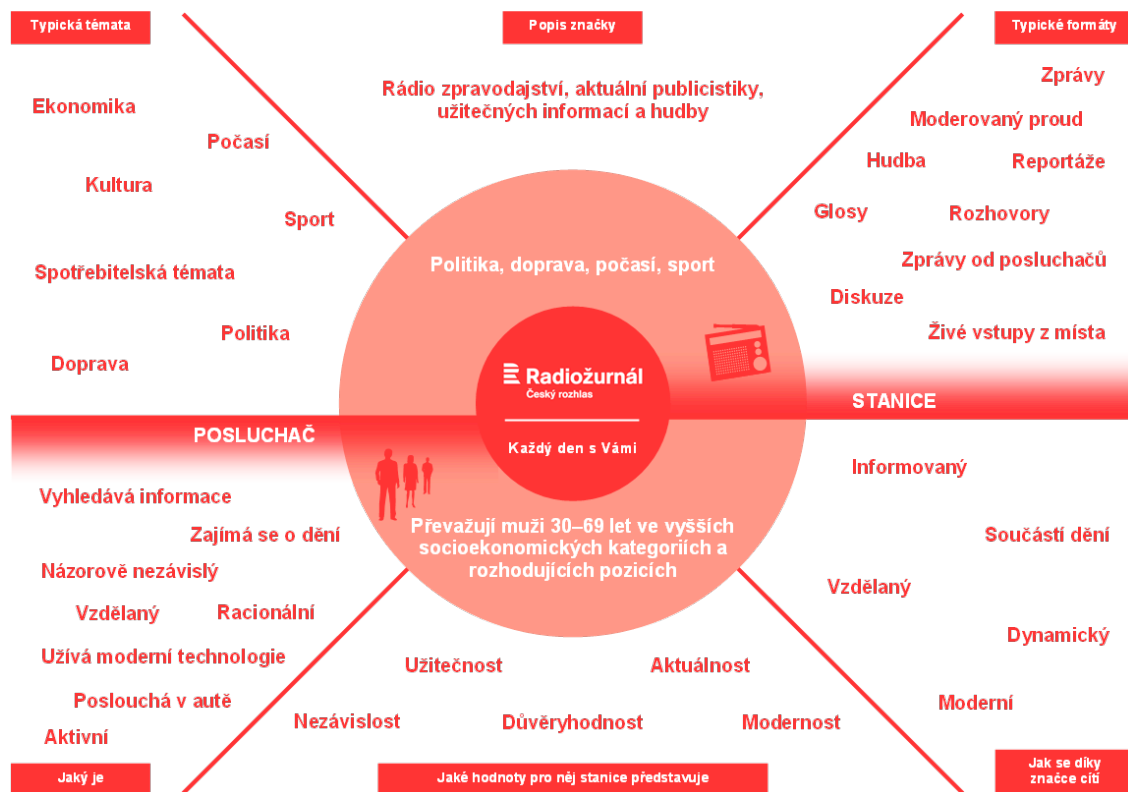 Typická témata
Popis značky
Typické formáty
Rádio zpravodajství, aktuální publicistiky,
užitečných informací a hudby
Ekonomika
Počasí
Kultura
Sport
Spotřebitelská témata
Politika
Doprava
Zprávy
Moderovaný proud
Hudba
Reportáže
Glosy
Rozhovory
Zprávy od posluchačů
Diskuze
Živé vstupy z místa
Politika, doprava, počasí, sport
Radiožurnál
Český rozhlas
Každý den s Vámi
STANICE
POSLUCHAČ
Převažují muži 30–69 let ve vyšších
socioekonomických kategoriích a
rozhodujících pozicích
Vyhledává informace
Zajímá se o dění
Názorově nezávislý
Vzdělaný
Racionální
Užívá moderní technologie
Poslouchá v autě
Aktivní
Jaký je
Užitečnost
Aktuálnost
Nezávislost
Důvěryhodnost
Modernost
Jaké hodnoty pro něj stanice představuje
Informovaný
Součástí dění
Vzdělaný
Dynamický
Moderní
Jak se díky
značce cítí